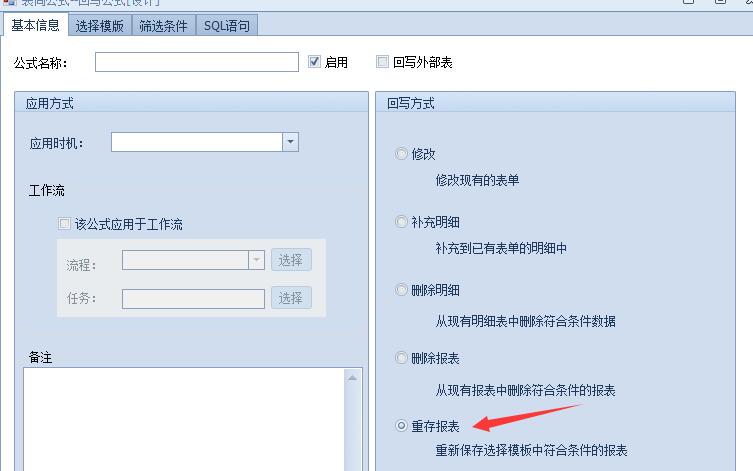 表间公式--回写公式[设计]
基本信息 选择模版 筛选条件 SQL语句
公式名称： 启用 回写外部表
应用方式
应用时机：
工作流
该公式应用于工作流
流程： 选择
任务： 选择
备注
回写方式
修改
修改现有的表单
补充明细
补充到已有表单的明细中
删除明细
从现有明细表中删除符合条件数据
删除报表
从现有报表中删除符合条件的报表
重存报表
重新保存选择模板中符合条件的报表